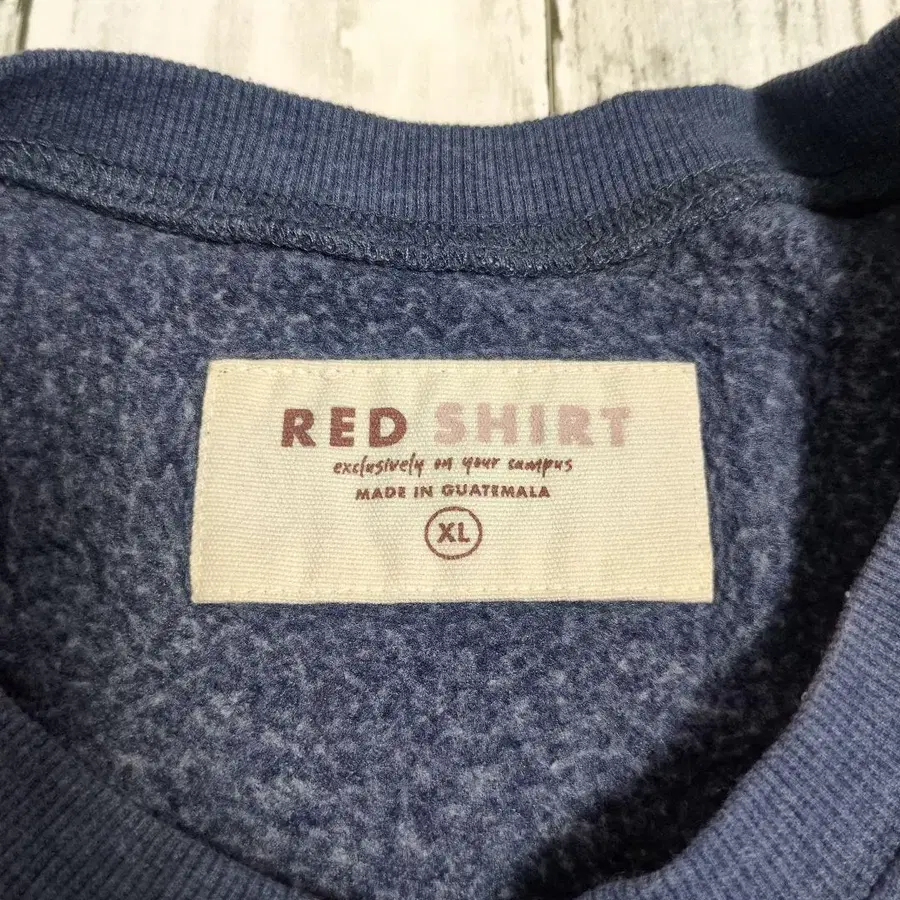 RED SHIRT
exclusively on your campus
MADE IN GUATEMALA
XL